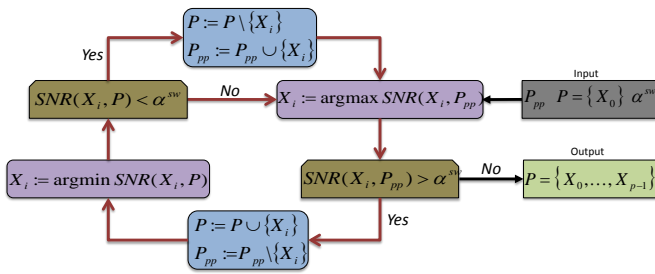 P := P \ {X_i}
P_pp := P_pp ∪ {X_i}
Yes
Input
SNR(X_i, P) < α^sw
No
X_i := argmax SNR(X_i, P_pp)
P_pp P = {X_0} α^sw
Output
X_i := argmin SNR(X_i, P)
SNR(X_i, P_pp) > α^sw
No
P = {X_0, ..., X_p-1}
Yes
P := P ∪ {X_i}
P_pp := P_pp \ {X_i}